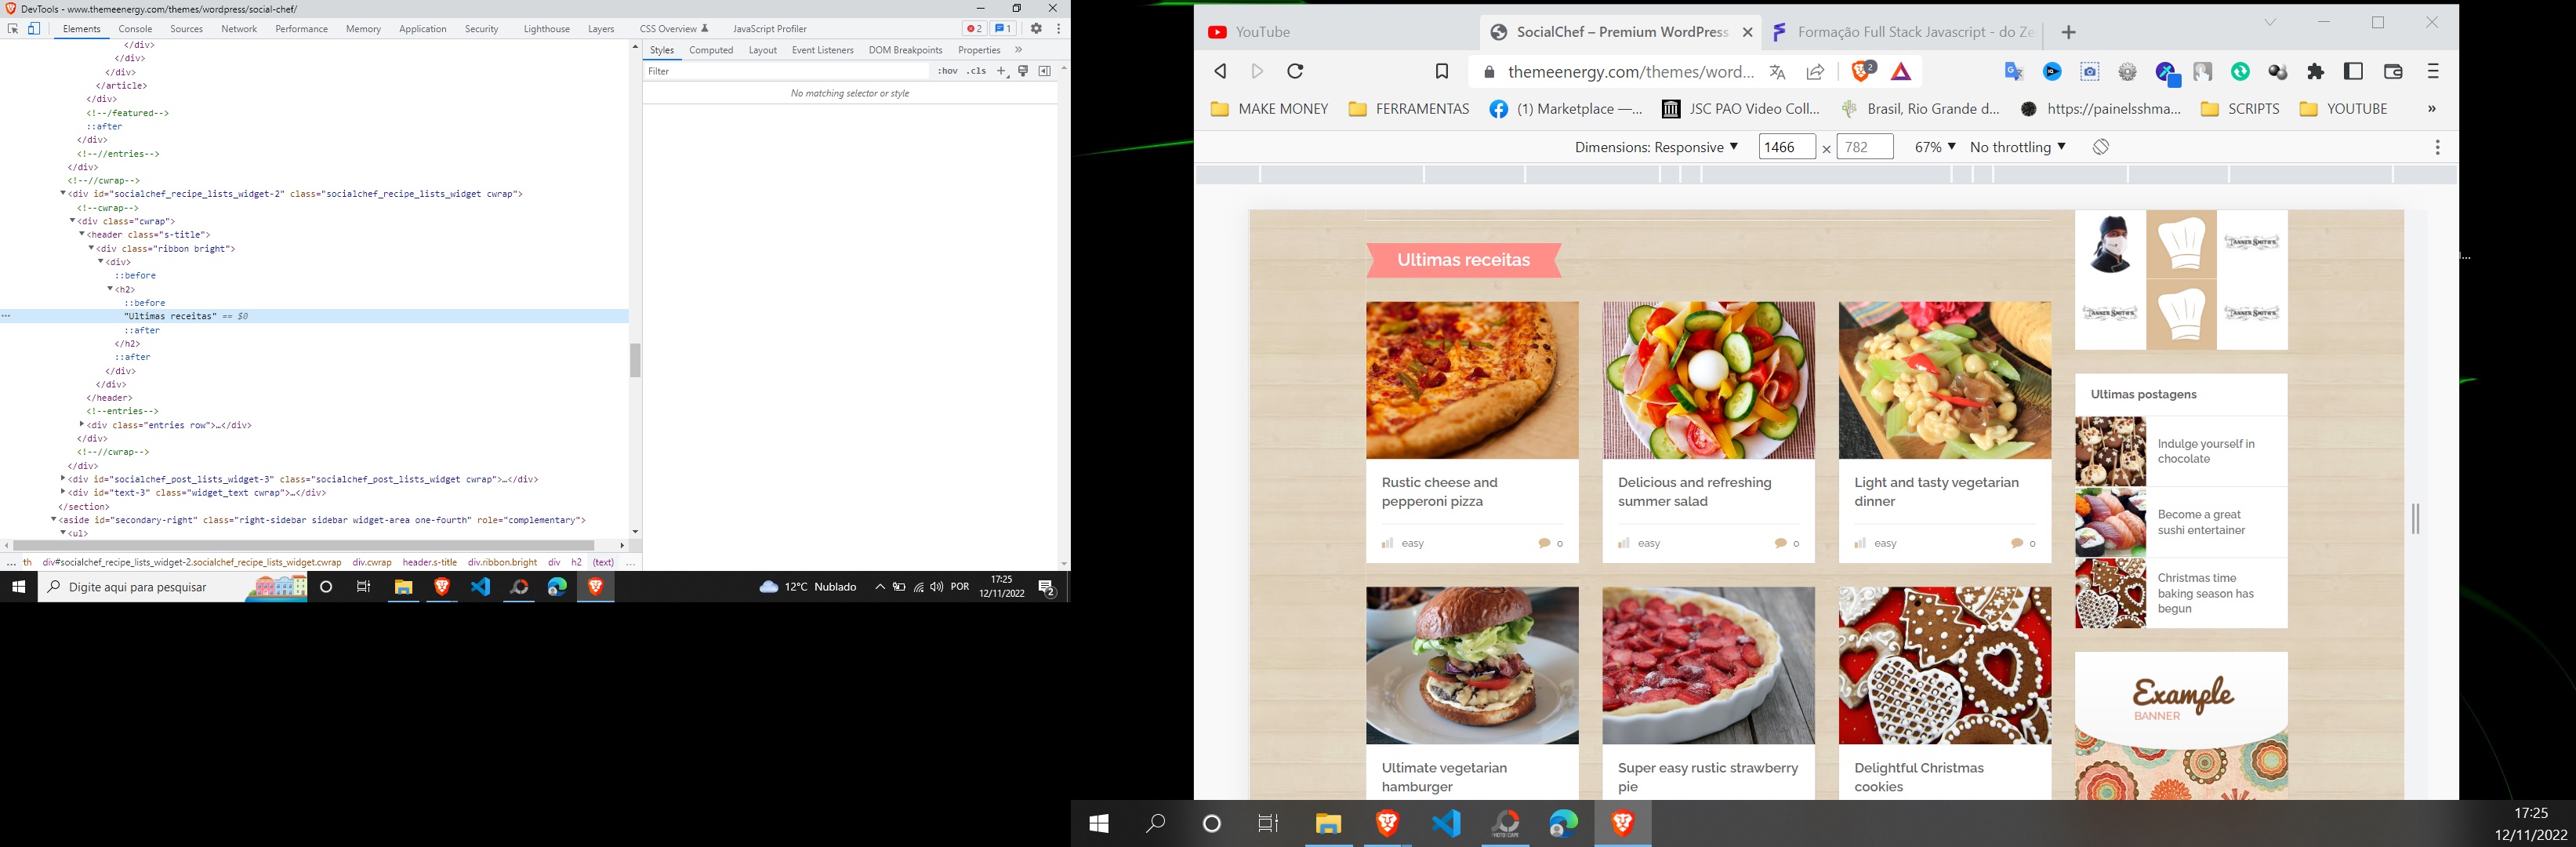 DevTools - www.themeenergy.com/themes/wordpress/social-chef/
Elements Console Sources Network Performance Memory Application Security Lighthouse Layers CSS Overview JavaScript Profiler 2 1
</div>
</div>
</div>
</article>
</div>
<!--/featured-->
::after
</div>
<!--//entries-->
</div>
<!--//cwrap-->
<div id="socialchef_recipe_lists_widget-2" class="socialchef_recipe_lists_widget cwrap">
<!--cwrap-->
<div class="cwrap">
<header class="s-title">
<div class="ribbon bright">
<div>
::before
<h2>
::before
"Ultimas receitas" == $0
::after
</h2>
::after
</div>
</div>
</header>
<!--entries-->
<div class="entries row">…</div>
</div>
<!--//cwrap-->
</div>
<div id="socialchef_post_lists_widget-3" class="socialchef_post_lists_widget cwrap">…</div>
<div id="text-3" class="widget_text cwrap">…</div>
</section>
<aside id="secondary-right" class="right-sidebar sidebar widget-area one-fourth" role="complementary">
<ul>
... th div#socialchef_recipe_lists_widget-2.socialchef_recipe_lists_widget.cwrap div.cwrap header.s-title div.ribbon.bright div h2 (text) ...
Styles Computed Layout Event Listeners DOM Breakpoints Properties »
Filter :hov .cls +
No matching selector or style
Digite aqui para pesquisar 12°C Nublado POR 17:25
12/11/2022 2
YouTube SocialChef – Premium WordPress Formação Full Stack Javascript - do Ze
themeenergy.com/themes/word... 2
MAKE MONEY FERRAMENTAS (1) Marketplace —... JSC PAO Video Coll... Brasil, Rio Grande d... https://painelsshma... SCRIPTS YOUTUBE »
Dimensions: Responsive 1466 × 782 67% No throttling
Ultimas receitas
TANNER SMITH'S
TANNER SMITH'S TANNER SMITH'S
Rustic cheese and
pepperoni pizza
easy 0
Delicious and refreshing
summer salad
easy 0
Light and tasty vegetarian
dinner
easy 0
Ultimas postagens
Indulge yourself in
chocolate
Become a great
sushi entertainer
Christmas time
baking season has
begun
Example
BANNER
Ultimate vegetarian
hamburger
Super easy rustic strawberry
pie
Delightful Christmas
cookies
17:25
12/11/2022